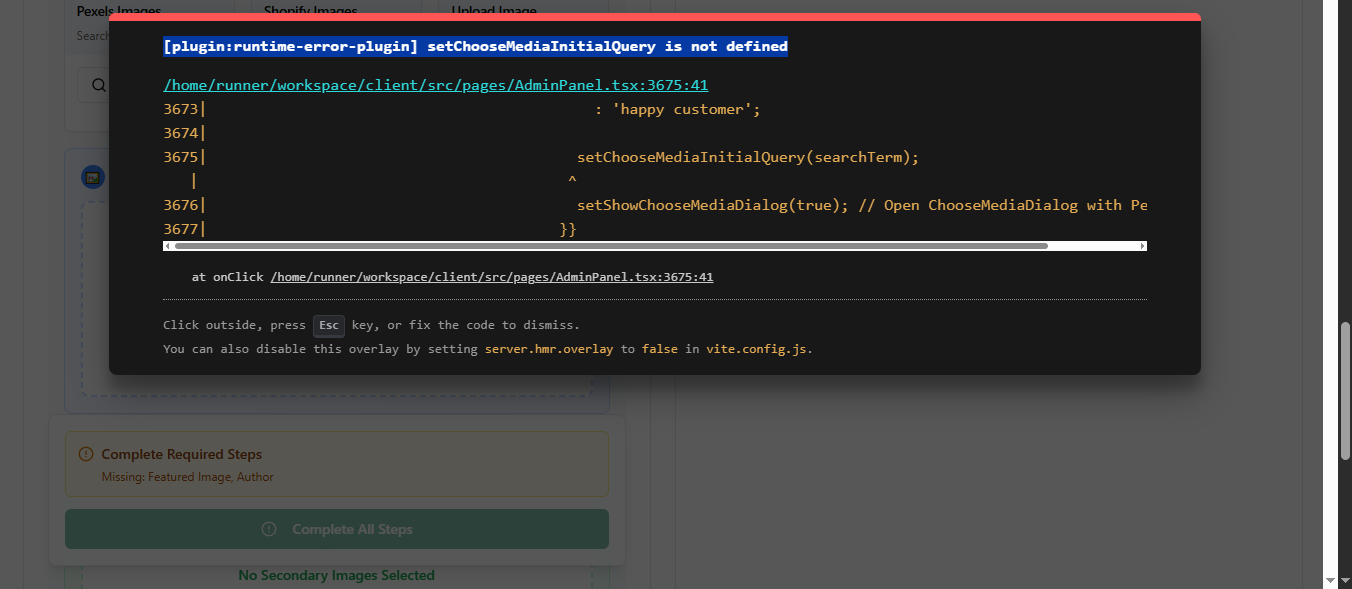 Pexels Images
Shopify Images
Upload Image
Search
[plugin:runtime-error-plugin] setChooseMediaInitialQuery is not defined
/home/runner/workspace/client/src/pages/AdminPanel.tsx:3675:41
3673|                                            : 'happy customer';
3674|
3675|                                          setChooseMediaInitialQuery(searchTerm);
|                                         ^
3676|                                          setShowChooseMediaDialog(true); // Open ChooseMediaDialog with Pe
3677|                                        }}
at onClick /home/runner/workspace/client/src/pages/AdminPanel.tsx:3675:41
Click outside, press Esc key, or fix the code to dismiss.
You can also disable this overlay by setting server.hmr.overlay to false in vite.config.js.
Complete Required Steps
Missing: Featured Image, Author
Complete All Steps
No Secondary Images Selected